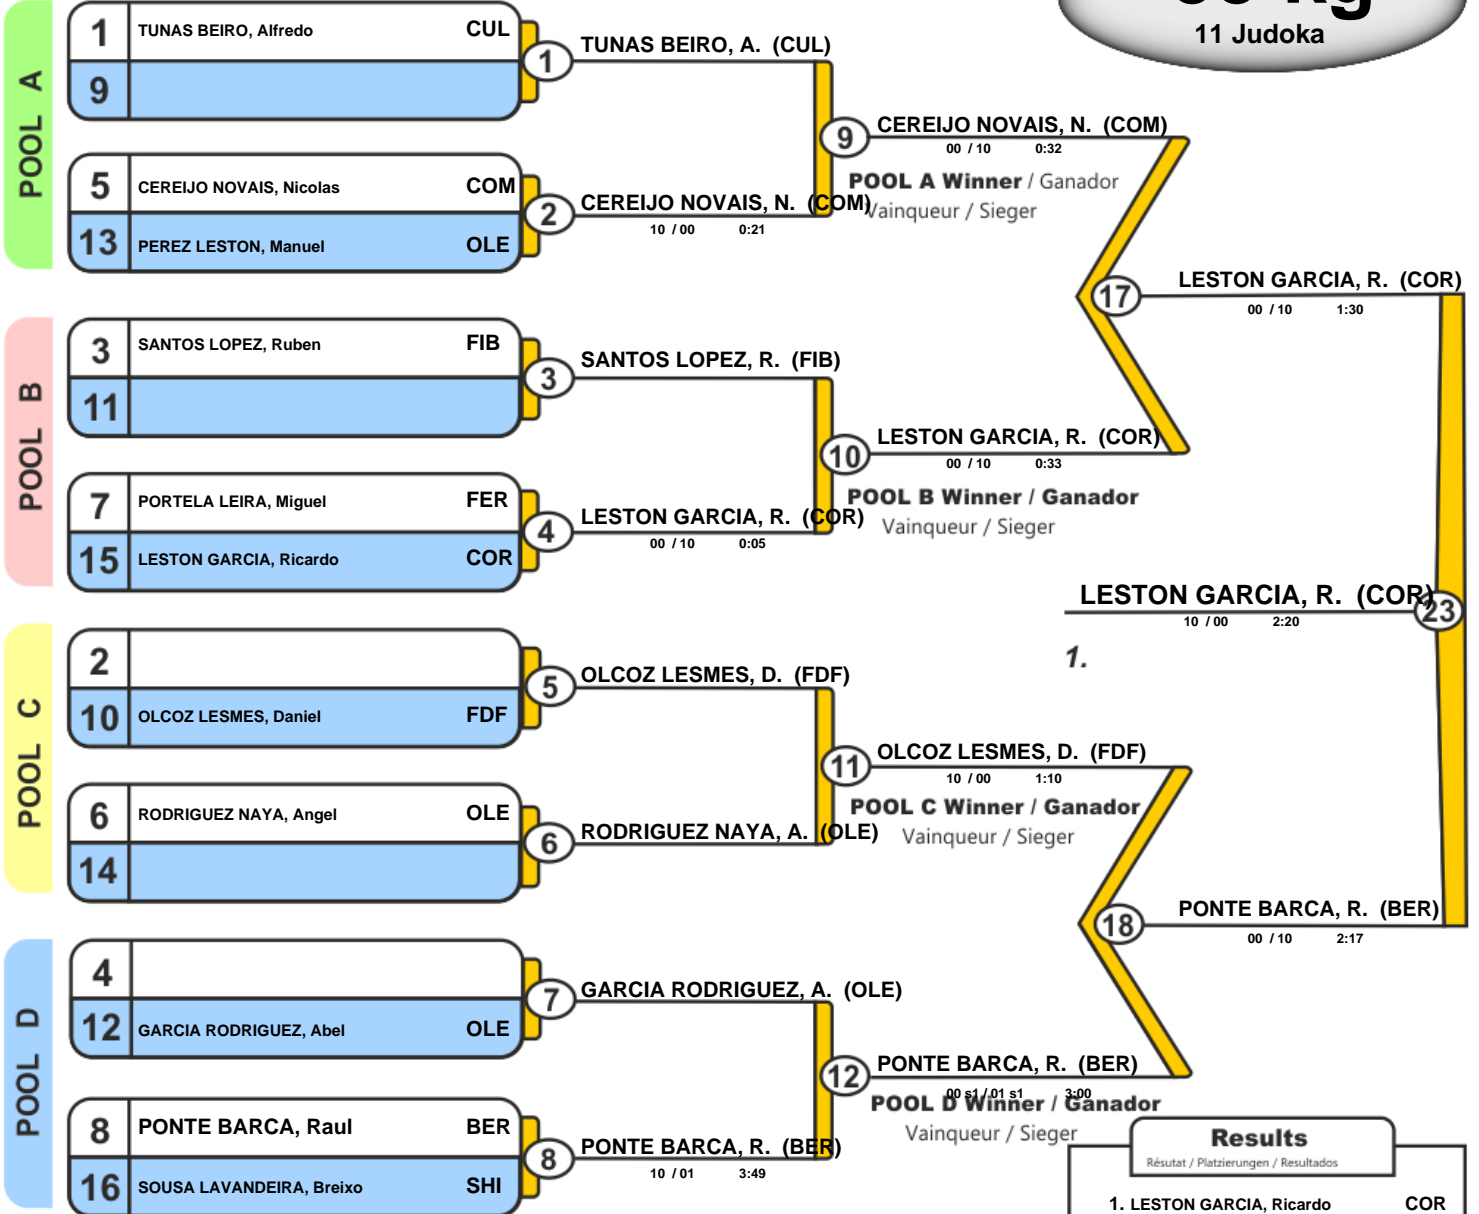 11 Judoka
POOL A
1 TUNAS BEIRO, Alfredo CUL
9
1
TUNAS BEIRO, A. (CUL)
5 CEREIJO NOVAIS, Nicolas COM
13 PEREZ LESTON, Manuel OLE
2
CEREIJO NOVAIS, N. (COM)
10 / 00 0:21
9
CEREIJO NOVAIS, N. (COM)
00 / 10 0:32
POOL A Winner / Ganador
Vainqueur / Sieger
POOL B
3 SANTOS LOPEZ, Ruben FIB
11
3
SANTOS LOPEZ, R. (FIB)
7 PORTELA LEIRA, Miguel FER
15 LESTON GARCIA, Ricardo COR
4
LESTON GARCIA, R. (COR)
00 / 10 0:05
10
LESTON GARCIA, R. (COR)
00 / 10 0:33
POOL B Winner / Ganador
Vainqueur / Sieger
17
LESTON GARCIA, R. (COR)
00 / 10 1:30
LESTON GARCIA, R. (COR)
23
10 / 00 2:20
1.
POOL C
2
10 OLCOZ LESMES, Daniel FDF
5
OLCOZ LESMES, D. (FDF)
6 RODRIGUEZ NAYA, Angel OLE
14
6
RODRIGUEZ NAYA, A. (OLE)
11
OLCOZ LESMES, D. (FDF)
10 / 00 1:10
POOL C Winner / Ganador
Vainqueur / Sieger
POOL D
4
12 GARCIA RODRIGUEZ, Abel OLE
7
GARCIA RODRIGUEZ, A. (OLE)
8 PONTE BARCA, Raul BER
16 SOUSA LAVANDEIRA, Breixo SHI
8
PONTE BARCA, R. (BER)
10 / 01 3:49
12
PONTE BARCA, R. (BER)
00 s1 / 01 s1 3:00
POOL D Winner / Ganador
Vainqueur / Sieger
18
PONTE BARCA, R. (BER)
00 / 10 2:17
Results
Résutat / Platzierungen / Resultados
1. LESTON GARCIA, Ricardo COR